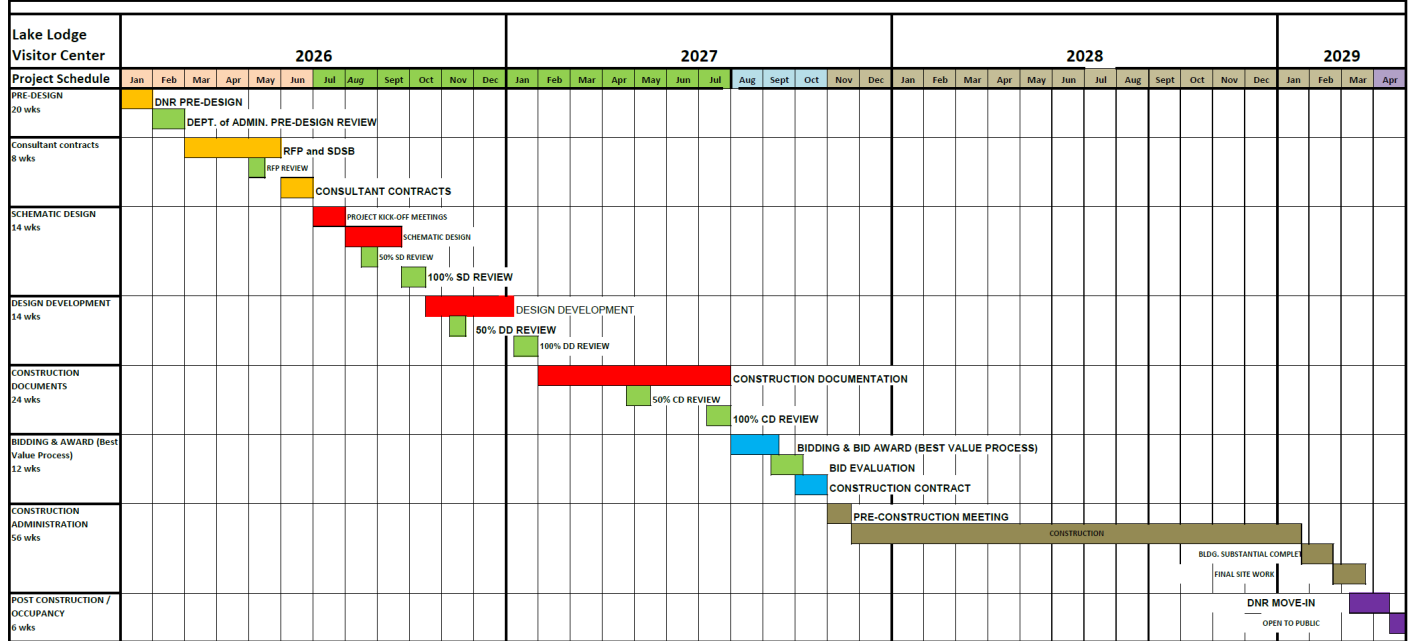 Lake Lodge
Visitor Center
2026
2027
2028
2029
Project Schedule
Jan Feb Mar Apr May Jun Jul Aug Sept Oct Nov Dec Jan Feb Mar Apr May Jun Jul Aug Sept Oct Nov Dec Jan Feb Mar Apr May Jun Jul Aug Sept Oct Nov Dec Jan Feb Mar Apr
PRE-DESIGN
20 wks
DNR PRE-DESIGN
DEPT. of ADMIN. PRE-DESIGN REVIEW
Consultant contracts
8 wks
RFP and SDSB
RFP REVIEW
CONSULTANT CONTRACTS
SCHEMATIC DESIGN
14 wks
PROJECT KICK-OFF MEETINGS
SCHEMATIC DESIGN
50% SD REVIEW
100% SD REVIEW
DESIGN DEVELOPMENT
14 wks
DESIGN DEVELOPMENT
50% DD REVIEW
100% DD REVIEW
CONSTRUCTION
DOCUMENTS
24 wks
CONSTRUCTION DOCUMENTATION
50% CD REVIEW
100% CD REVIEW
BIDDING & AWARD (Best
Value Process)
12 wks
BIDDING & BID AWARD (BEST VALUE PROCESS)
BID EVALUATION
CONSTRUCTION CONTRACT
CONSTRUCTION
ADMINISTRATION
56 wks
PRE-CONSTRUCTION MEETING
CONSTRUCTION
BLDG. SUBSTANTIAL COMPLET
FINAL SITE WORK
POST CONSTRUCTION /
OCCUPANCY
6 wks
DNR MOVE-IN
OPEN TO PUBLIC